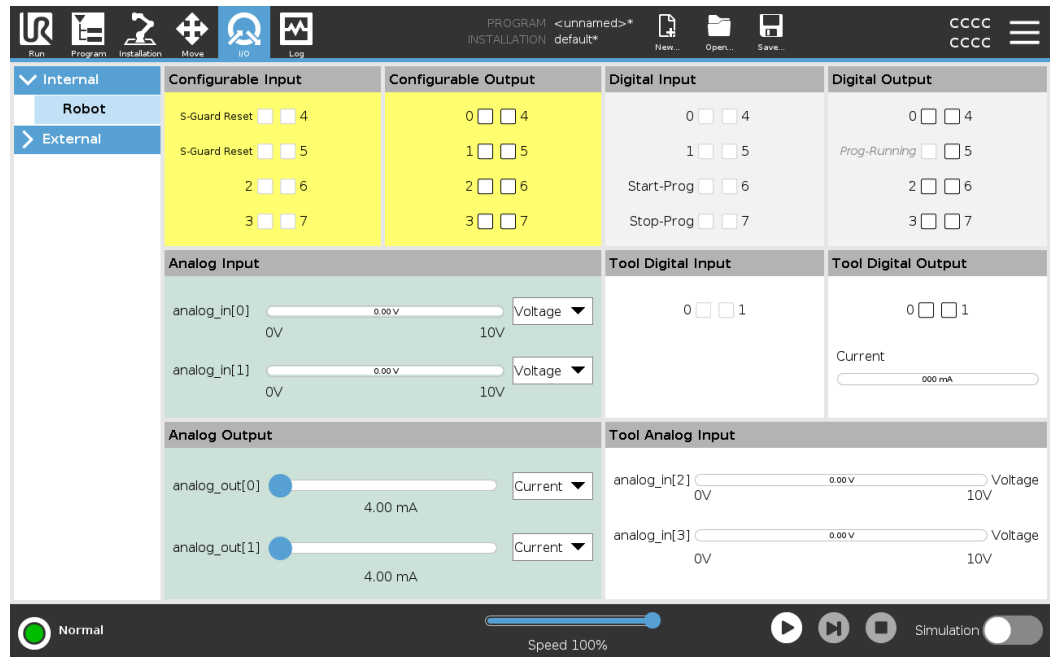 PROGRAM <unnamed>*
INSTALLATION default*
CCCC
CCCC
Run Program Installation Move I/O Log New... Open... Save...
Internal
Robot
External
Configurable Input
S-Guard Reset 4
S-Guard Reset 5
2 6
3 7
Configurable Output
0 4
1 5
2 6
3 7
Digital Input
0 4
1 5
Start-Prog 6
Stop-Prog 7
Digital Output
0 4
Prog-Running 5
2 6
3 7
Analog Input
analog_in[0] 0.00 V Voltage
0V 10V
analog_in[1] 0.00 V Voltage
0V 10V
Tool Digital Input
0 1
Tool Digital Output
0 1
Current
000 mA
Analog Output
analog_out[0] Current
4.00 mA
analog_out[1] Current
4.00 mA
Tool Analog Input
analog_in[2] 0.00 V Voltage
0V 10V
analog_in[3] 0.00 V Voltage
0V 10V
Normal
Speed 100%
Simulation